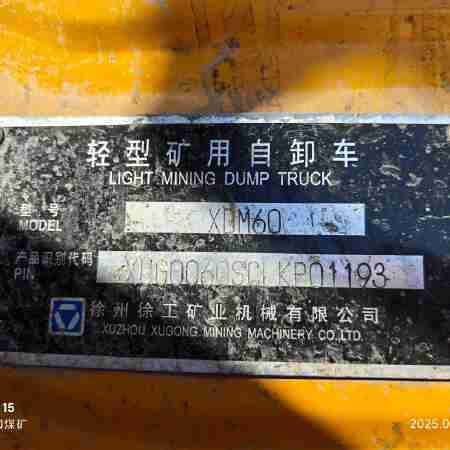 轻型矿用自卸车
LIGHT MINING DUMP TRUCK
型号
MODEL
XDM60
产品识别代码
PIN
徐州徐工矿业机械有限公司
XUZHOU XUGONG MINING MACHINERY CO.,LTD.
15
煤矿
2025.0